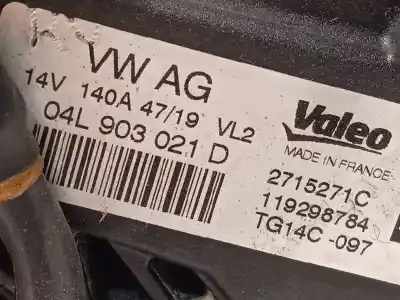 VW AG
14V 140A 47/19 VL2
04L 903 021 D
Valeo
MADE IN FRANCE
2715271C
119298784
TG14C -097